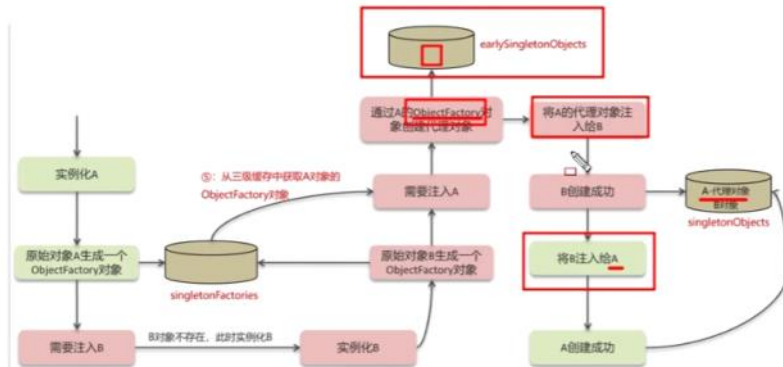 earlySingletonObjects
通过A的ObjectFactory对
象创建代理对象
将A的代理对象注
入给B
实例化A
⑤：从三级缓存中获取A对象的
ObjectFactory对象
需要注入A
B创建成功
A-代理对象
B对象
singletonObjects
原始对象A生成一个
ObjectFactory对象
singletonFactories
原始对象B生成一个
ObjectFactory对象
将B注入给A
需要注入B
B对象不存在，此时实例化B
实例化B
A创建成功